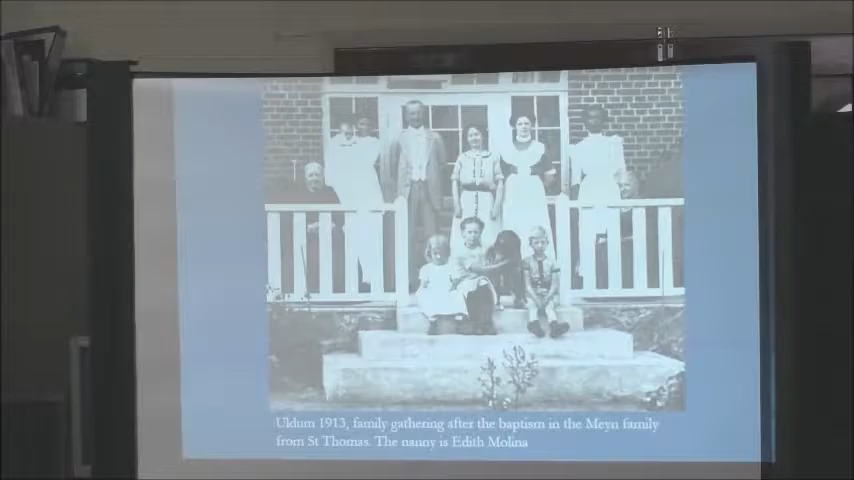 Uldum 1913, family gathering after the baptism in the Meyn family
from St Thomas. The nanny is Edith Molina